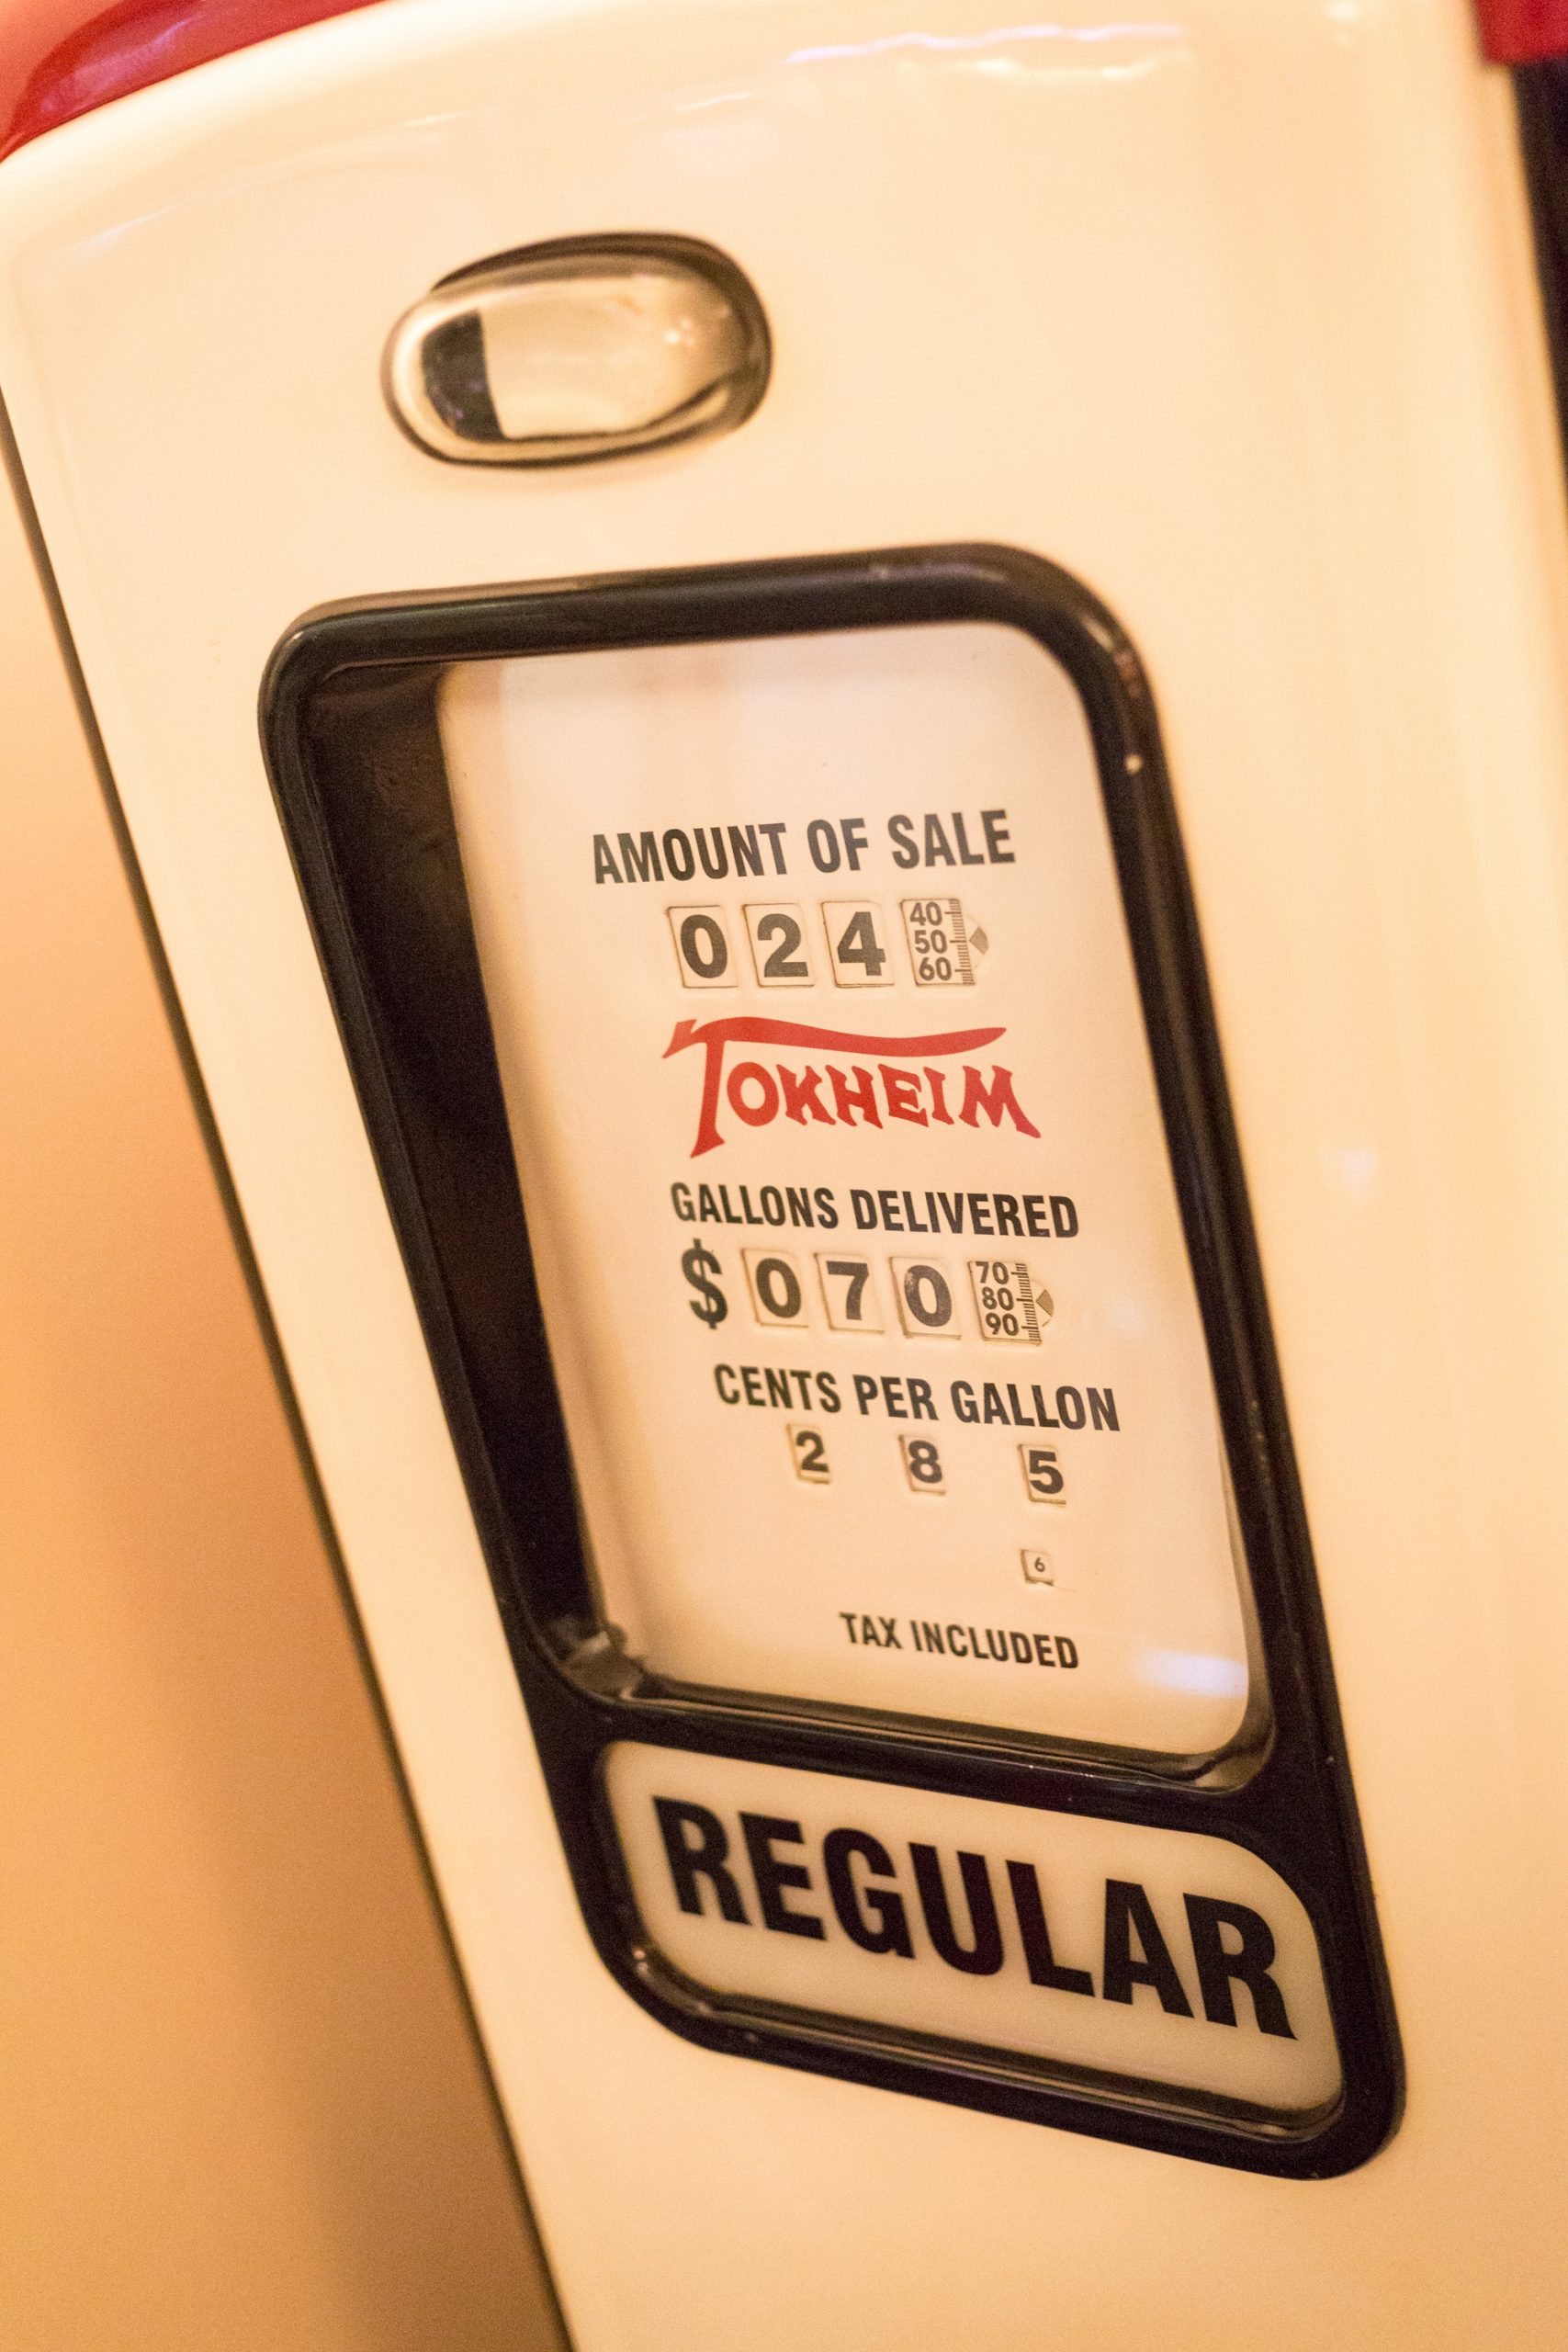 AMOUNT OF SALE
0 2 4 40 50 60
TOKHEIM
GALLONS DELIVERED
$ 0 7 0 70 80 90
CENTS PER GALLON
2 8 5
6
TAX INCLUDED
REGULAR